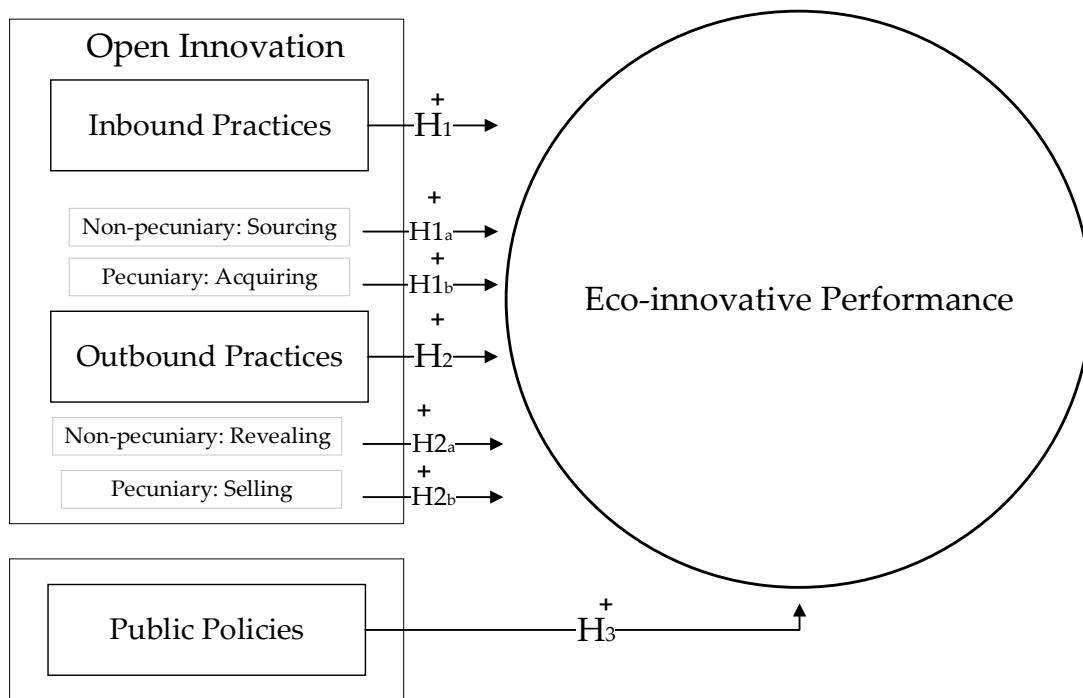 Open Innovation
Inbound Practices
+
H1
Non-pecuniary: Sourcing
+
H1a
Pecuniary: Acquiring
+
H1b
Outbound Practices
+
H2
Non-pecuniary: Revealing
+
H2a
Pecuniary: Selling
+
H2b
Eco-innovative Performance
Public Policies
+
H3